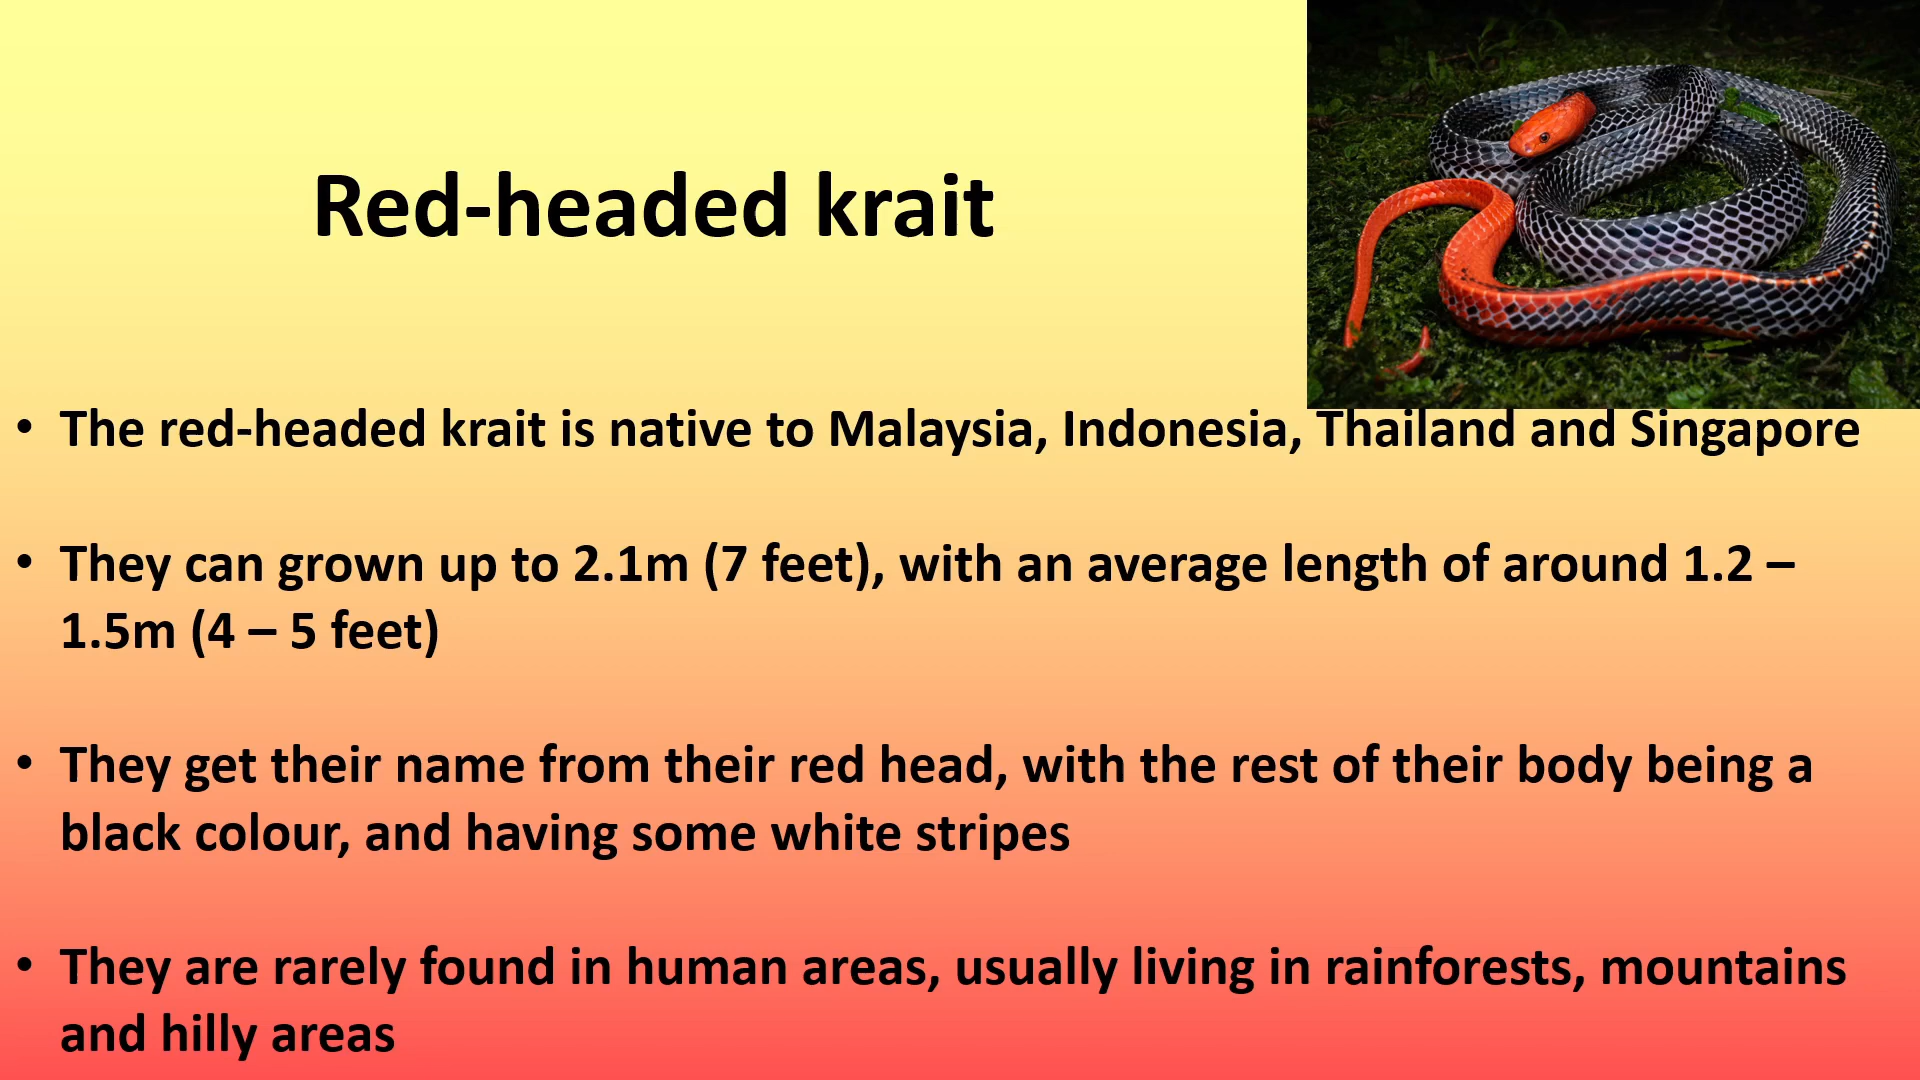 Red-headed krait
• The red-headed krait is native to Malaysia, Indonesia, Thailand and Singapore
• They can grown up to 2.1m (7 feet), with an average length of around 1.2 –
1.5m (4 – 5 feet)
• They get their name from their red head, with the rest of their body being a
black colour, and having some white stripes
• They are rarely found in human areas, usually living in rainforests, mountains
and hilly areas